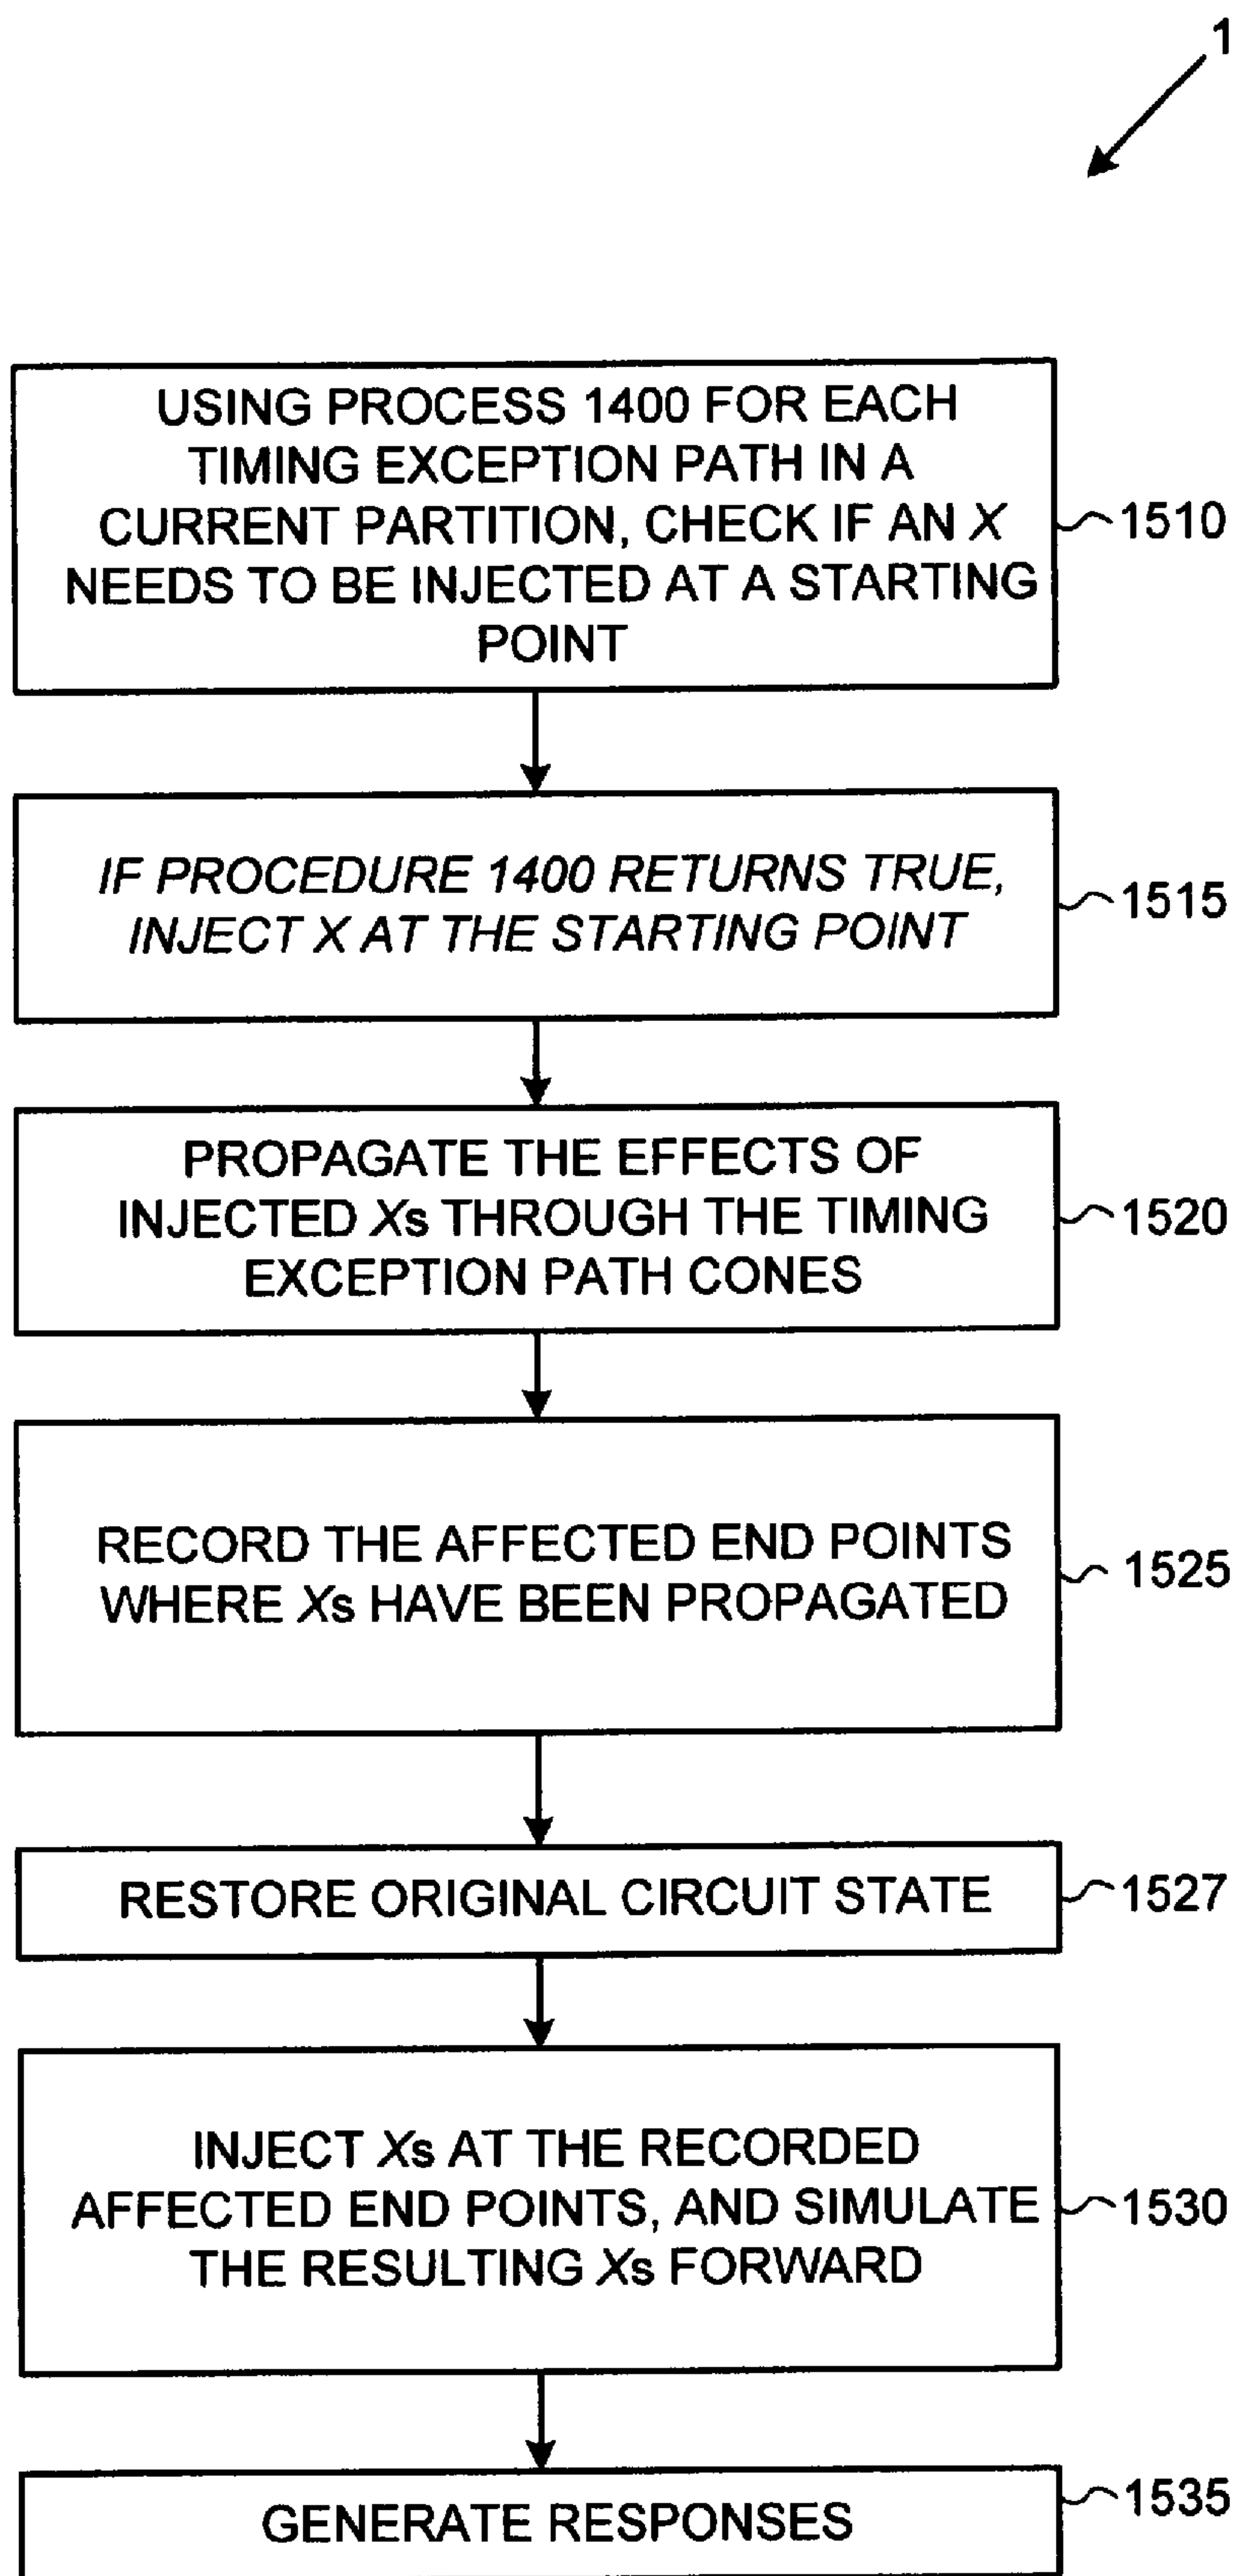 1
USING PROCESS 1400 FOR EACH
TIMING EXCEPTION PATH IN A
CURRENT PARTITION, CHECK IF AN X
NEEDS TO BE INJECTED AT A STARTING
POINT
1510
IF PROCEDURE 1400 RETURNS TRUE,
INJECT X AT THE STARTING POINT
1515
PROPAGATE THE EFFECTS OF
INJECTED Xs THROUGH THE TIMING
EXCEPTION PATH CONES
1520
RECORD THE AFFECTED END POINTS
WHERE Xs HAVE BEEN PROPAGATED
1525
RESTORE ORIGINAL CIRCUIT STATE
1527
INJECT Xs AT THE RECORDED
AFFECTED END POINTS, AND SIMULATE
THE RESULTING Xs FORWARD
1530
GENERATE RESPONSES
1535